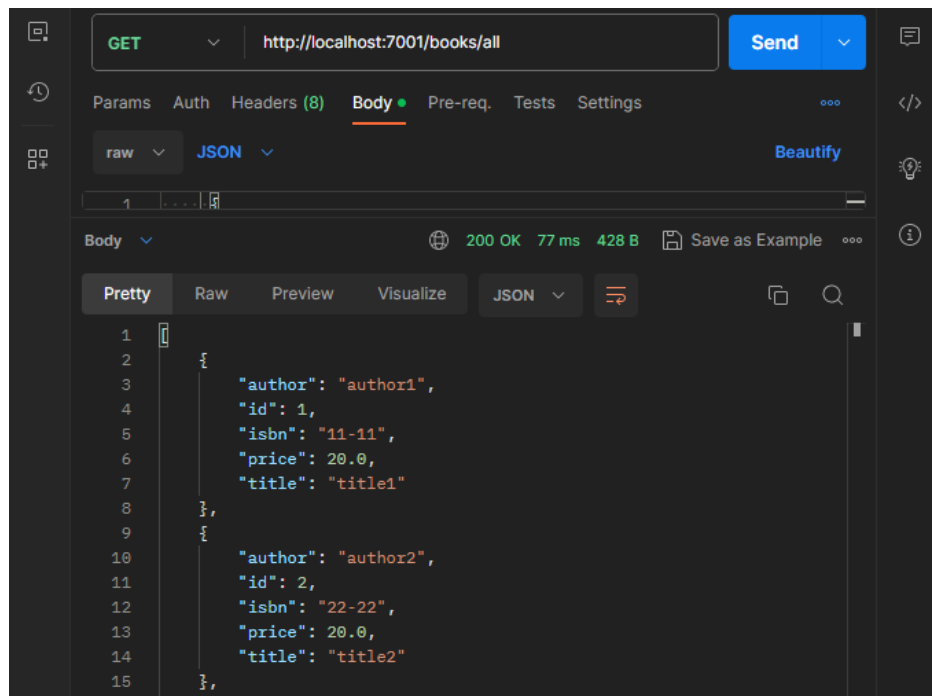 GET http://localhost:7001/books/all Send
Params Auth Headers (8) Body Pre-req. Tests Settings
raw JSON Beautify
1 {
Body 200 OK 77 ms 428 B Save as Example
Pretty Raw Preview Visualize JSON
1 [
2 {
3 "author": "author1",
4 "id": 1,
5 "isbn": "11-11",
6 "price": 20.0,
7 "title": "title1"
8 },
9 {
10 "author": "author2",
11 "id": 2,
12 "isbn": "22-22",
13 "price": 20.0,
14 "title": "title2"
15 },